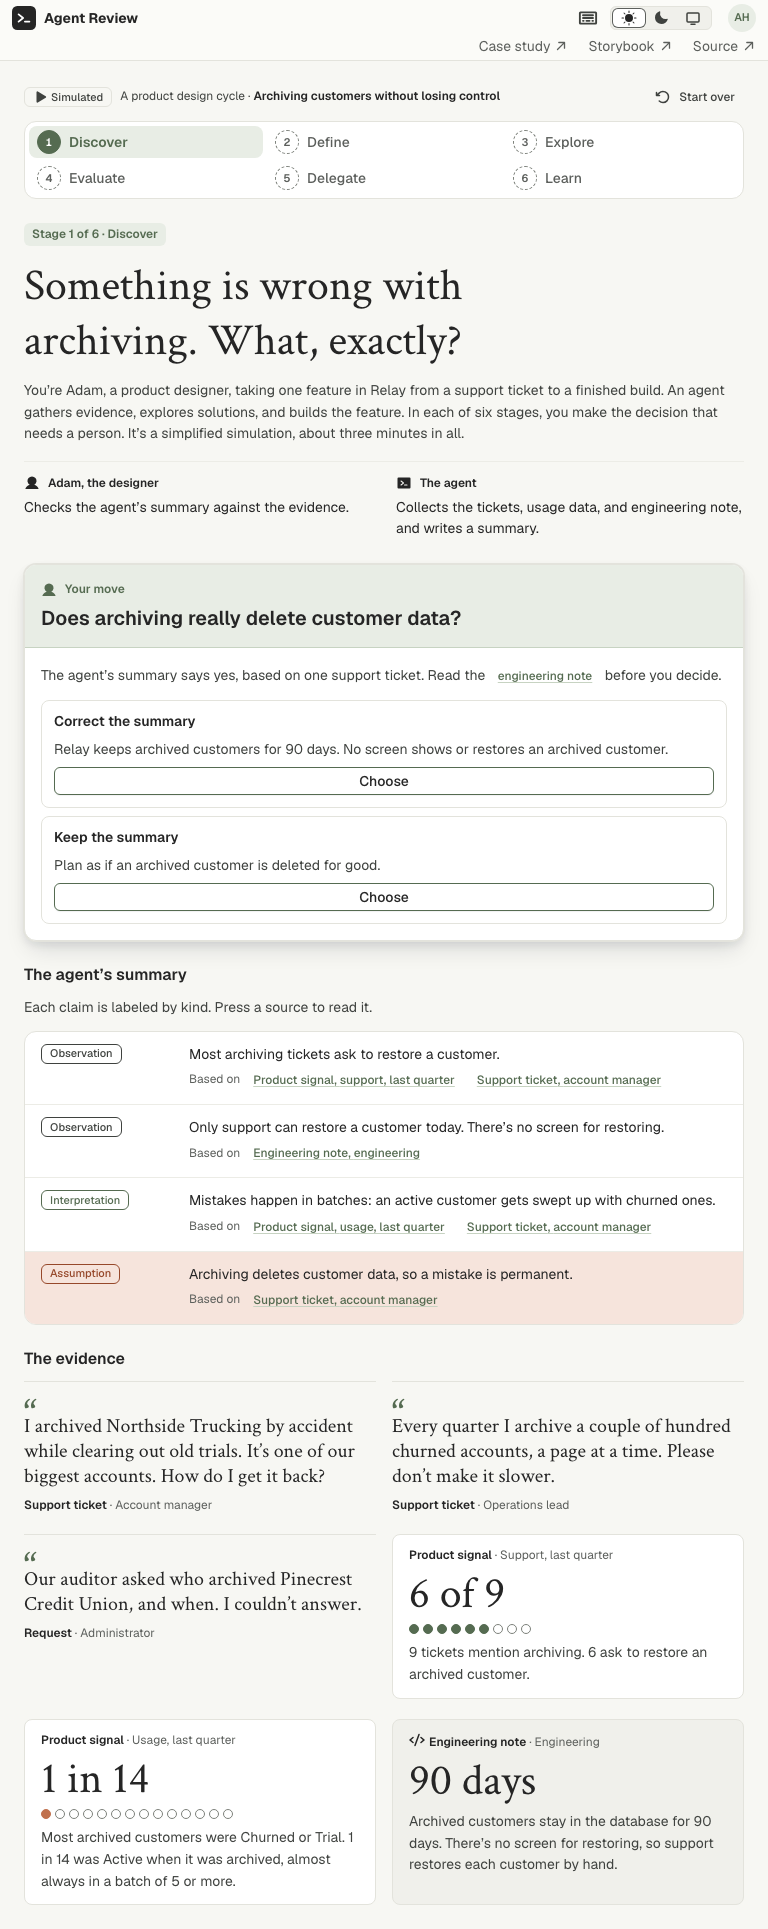 Agent Review
AH
Case study ↗
Storybook ↗
Source ↗
Simulated
A product design cycle · Archiving customers without losing control
Start over
1 Discover
2 Define
3 Explore
4 Evaluate
5 Delegate
6 Learn
Stage 1 of 6 · Discover
Something is wrong with
archiving. What, exactly?
You’re Adam, a product designer, taking one feature in Relay from a support ticket to a finished build. An agent
gathers evidence, explores solutions, and builds the feature. In each of six stages, you make the decision that
needs a person. It’s a simplified simulation, about three minutes in all.
Adam, the designer
Checks the agent’s summary against the evidence.
The agent
Collects the tickets, usage data, and engineering note,
and writes a summary.
Your move
Does archiving really delete customer data?
The agent’s summary says yes, based on one support ticket. Read the engineering note before you decide.
Correct the summary
Relay keeps archived customers for 90 days. No screen shows or restores an archived customer.
Choose
Keep the summary
Plan as if an archived customer is deleted for good.
Choose
The agent’s summary
Each claim is labeled by kind. Press a source to read it.
Observation
Most archiving tickets ask to restore a customer.
Based on Product signal, support, last quarter Support ticket, account manager
Observation
Only support can restore a customer today. There’s no screen for restoring.
Based on Engineering note, engineering
Interpretation
Mistakes happen in batches: an active customer gets swept up with churned ones.
Based on Product signal, usage, last quarter Support ticket, account manager
Assumption
Archiving deletes customer data, so a mistake is permanent.
Based on Support ticket, account manager
The evidence
“
I archived Northside Trucking by accident
while clearing out old trials. It’s one of our
biggest accounts. How do I get it back?
Support ticket · Account manager
“
Every quarter I archive a couple of hundred
churned accounts, a page at a time. Please
don’t make it slower.
Support ticket · Operations lead
“
Our auditor asked who archived Pinecrest
Credit Union, and when. I couldn’t answer.
Request · Administrator
Product signal · Support, last quarter
6 of 9
9 tickets mention archiving. 6 ask to restore an
archived customer.
Product signal · Usage, last quarter
1 in 14
Most archived customers were Churned or Trial. 1
in 14 was Active when it was archived, almost
always in a batch of 5 or more.
Engineering note · Engineering
90 days
Archived customers stay in the database for 90
days. There’s no screen for restoring, so support
restores each customer by hand.